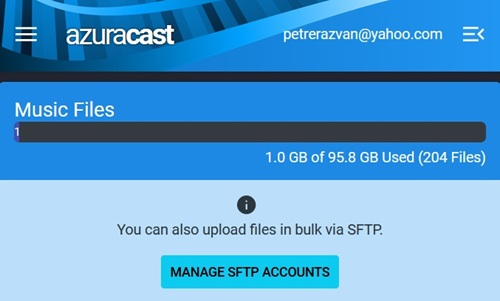 azuracast
petrerazvan@yahoo.com
Music Files
1
1.0 GB of 95.8 GB Used (204 Files)
You can also upload files in bulk via SFTP.
MANAGE SFTP ACCOUNTS